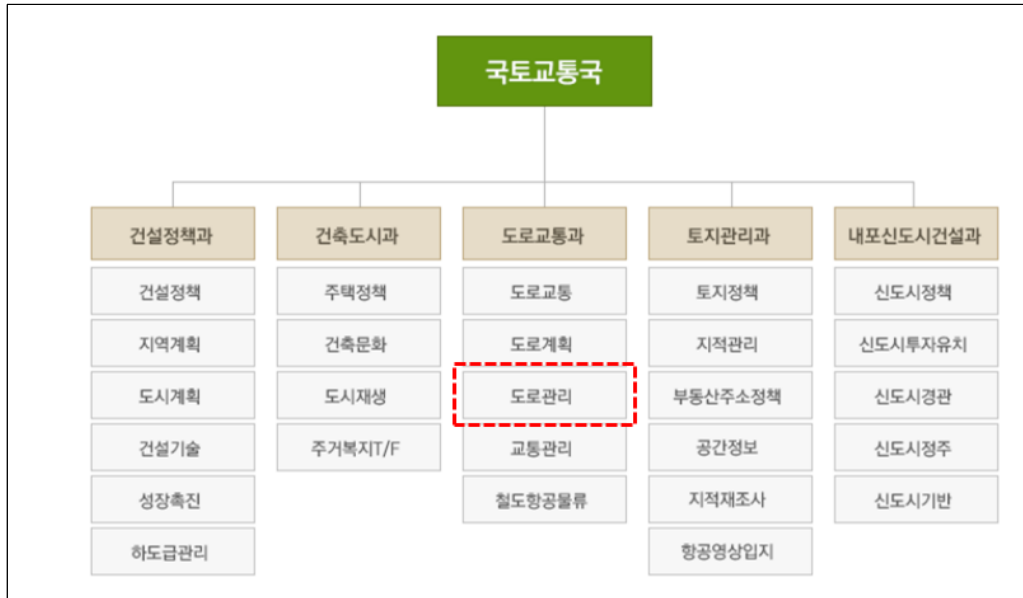 국토교통국
건설정책과
건설정책
지역계획
도시계획
건설기술
성장촉진
하도급관리
건축도시과
주택정책
건축문화
도시재생
주거복지T/F
도로교통과
도로교통
도로계획
도로관리
교통관리
철도항공물류
토지관리과
토지정책
지적관리
부동산주소정책
공간정보
지적재조사
항공영상입지
내포신도시건설과
신도시정책
신도시투자유치
신도시경관
신도시정주
신도시기반